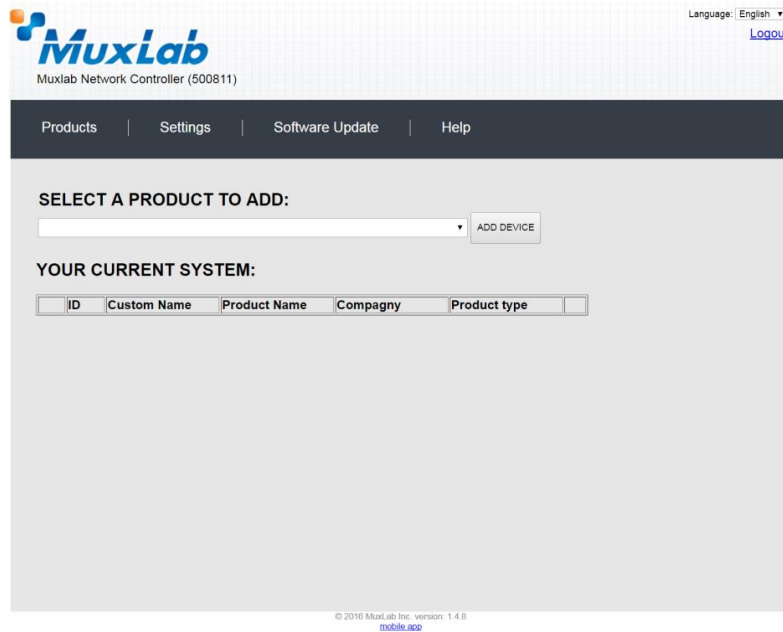 Language: English
MuxLab
Muxlab Network Controller (500811)
Products | Settings | Software Update | Help
SELECT A PRODUCT TO ADD:
ADD DEVICE
YOUR CURRENT SYSTEM:
ID Custom Name Product Name Compagny Product type
© 2016 MuxLab Inc. version: 1.4.8
mobile app